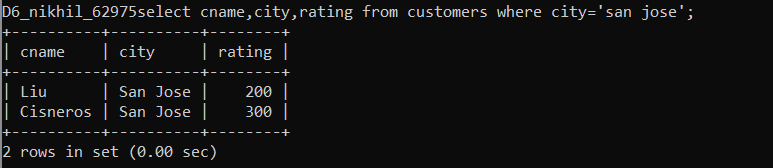 D6_nikhil_62975select cname,city,rating from customers where city='san jose';
+----------+----------+--------+
| cname    | city     | rating |
+----------+----------+--------+
| Liu      | San Jose |    200 |
| Cisneros | San Jose |    300 |
+----------+----------+--------+
2 rows in set (0.00 sec)